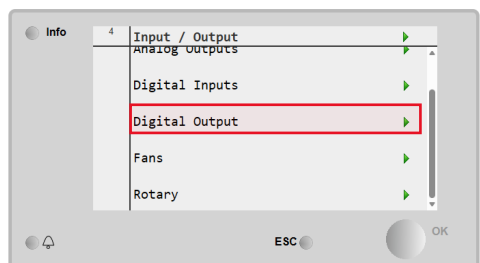 Info
4 Input / Output
Analog Outputs
Digital Inputs
Digital Output
Fans
Rotary
ESC
OK